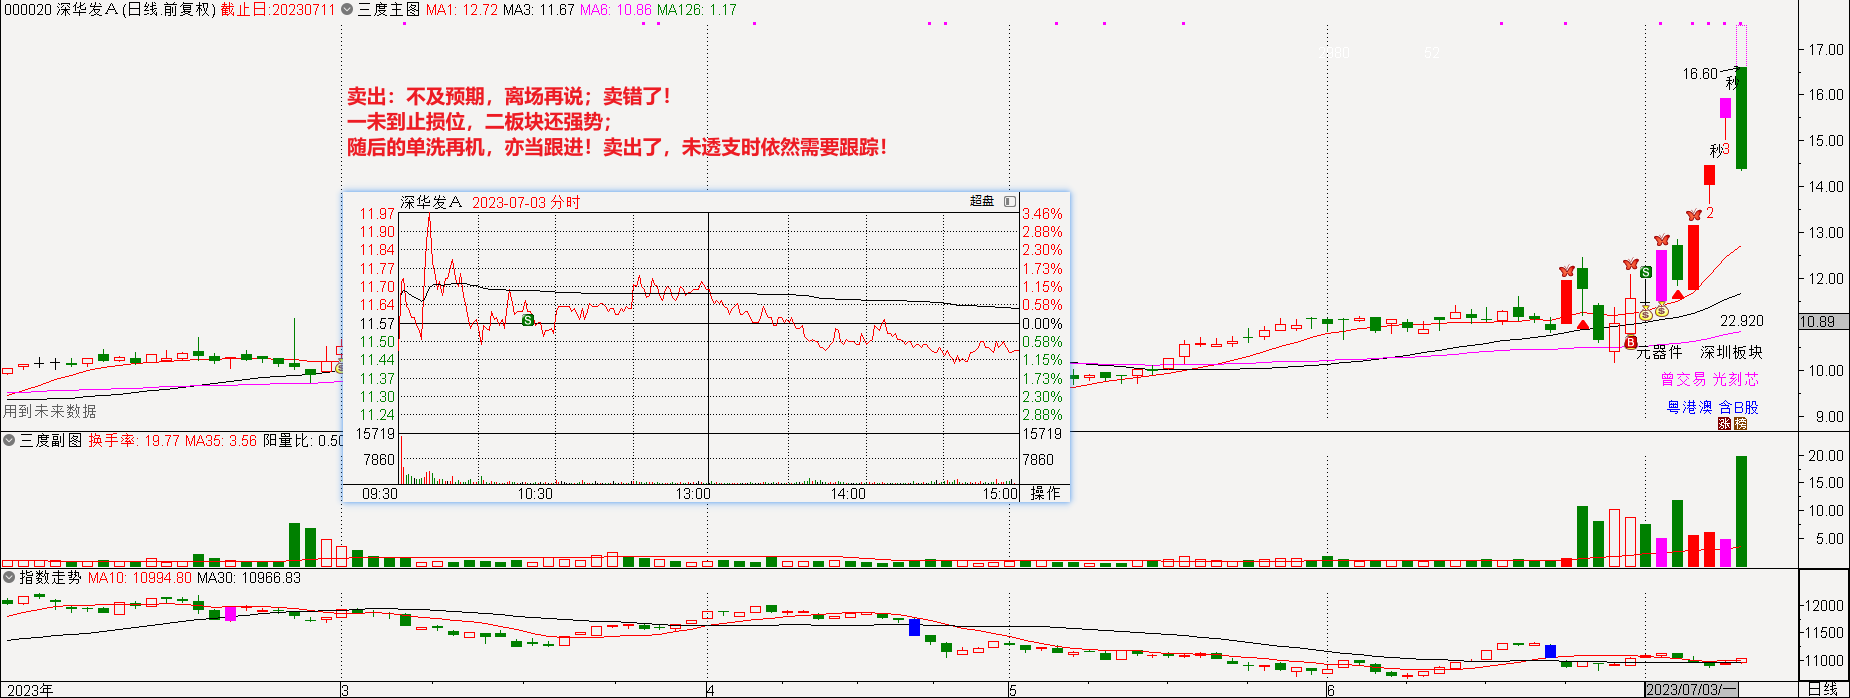 000020 深华发A (日线.前复权) 截止日:20230711 三度主图 MA1: 12.72 MA3: 11.67 MA6: 10.86 MA126: 1.17
2980 52
17.00
16.60
秒
16.00
卖出：不及预期，离场再说；卖错了！
一未到止损位，二板块还强势；
随后的单洗再机，亦当跟进！卖出了，未透支时依然需要跟踪！
15.00
秒3
14.00
2
13.00
12.00
S
B
22.920
10.89
元器件 深圳板块
10.00
曾交易 光刻芯
粤港澳 含B股
9.00
涨 榜
用到未来数据
深华发A 2023-07-03 分时 超盘
11.97 3.46%
11.90 2.88%
11.84 2.30%
11.77 1.73%
11.70 1.15%
11.64 0.58%
11.57 0.00%
S
11.50 0.58%
11.44 1.15%
11.37 1.73%
11.30 2.30%
11.24 2.88%
15719 15719
7860 7860
09:30 10:30 13:00 14:00 15:00 操作
三度副图 换手率: 19.77 MA35: 3.56 阳量比: 0.50
20.00
15.00
10.00
5.00
指数走势 MA10: 10994.80 MA30: 10966.83
12000
11500
11000
2023年 3 4 5 6 2023/07/03/一 日线